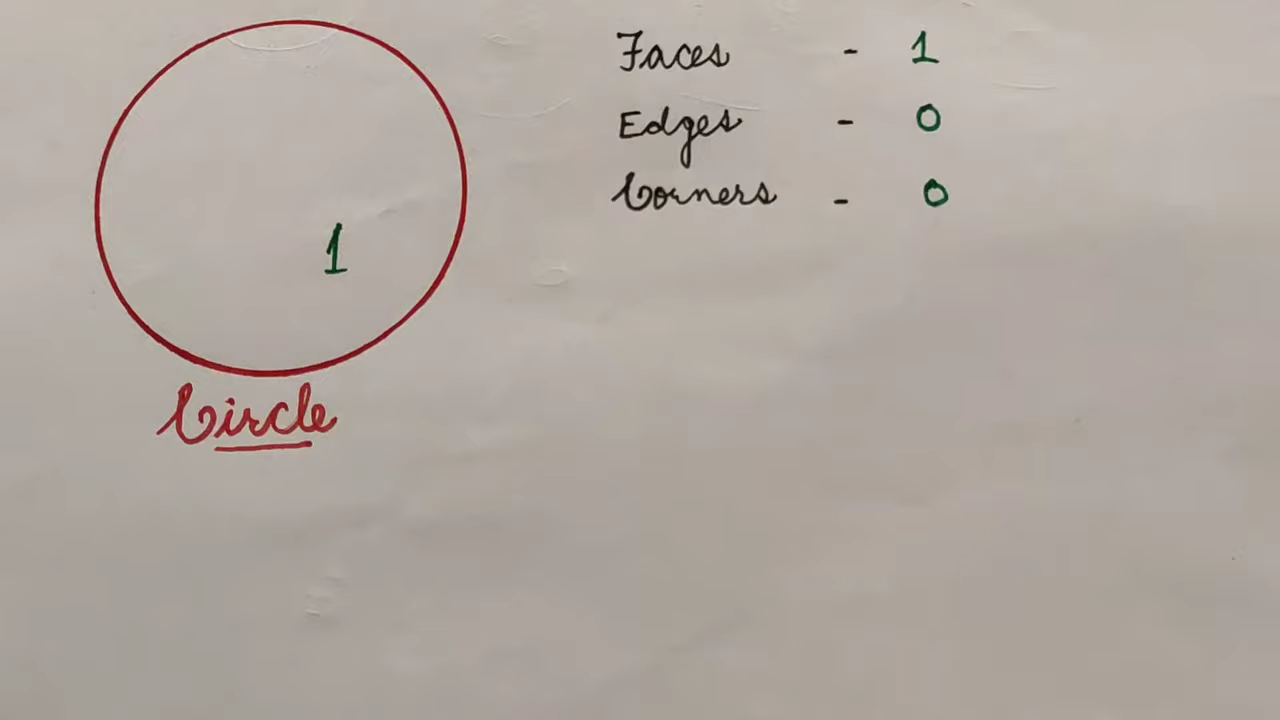 Faces - 1
Edges - 0
Corners - 0
1
Circle